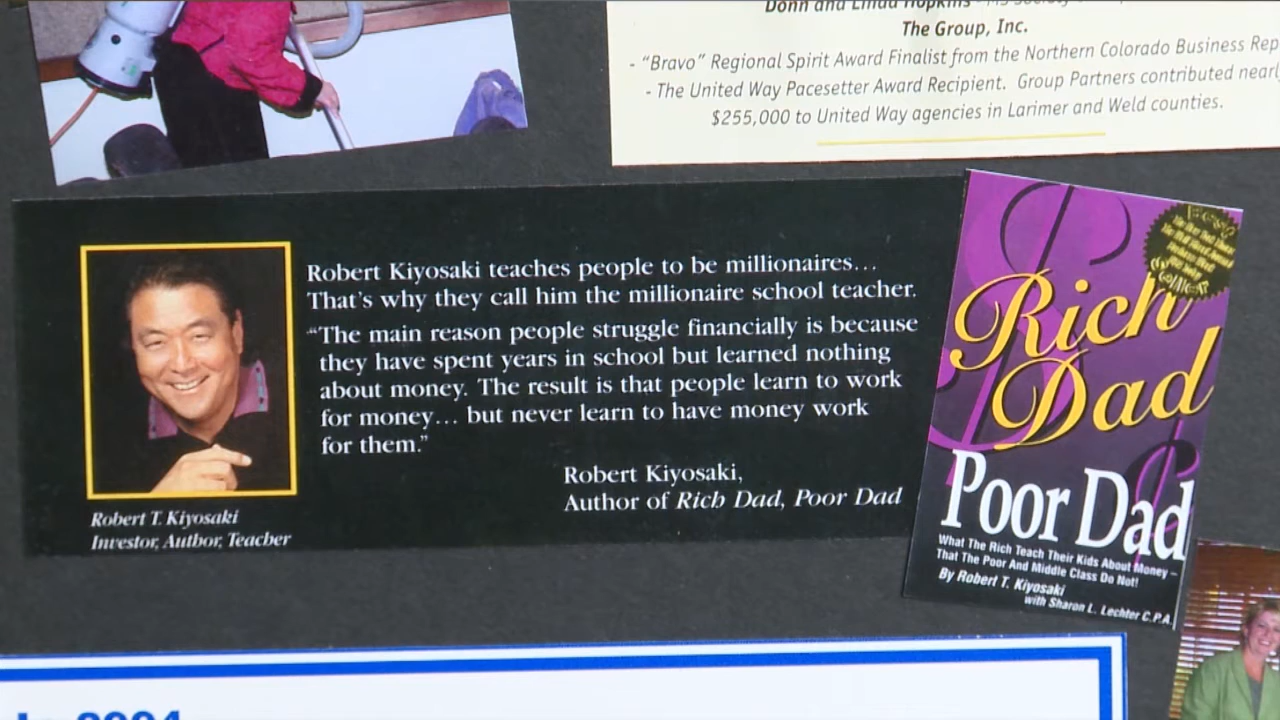 Donn and Linda Hopkins
The Group, Inc.
- “Bravo” Regional Spirit Award Finalist from the Northern Colorado Business Rep
- The United Way Pacesetter Award Recipient. Group Partners contributed nearl
$255,000 to United Way agencies in Larimer and Weld counties.
Robert Kiyosaki teaches people to be millionaires…
That’s why they call him the millionaire school teacher.
“The main reason people struggle financially is because
they have spent years in school but learned nothing
about money. The result is that people learn to work
for money… but never learn to have money work
for them.”
Robert Kiyosaki,
Author of Rich Dad, Poor Dad
Robert T. Kiyosaki
Investor, Author, Teacher
Rich
Dad
Poor Dad
What The Rich Teach Their Kids About Money –
That The Poor And Middle Class Do Not!
By Robert T. Kiyosaki
with Sharon L. Lechter C.P.A.
2004